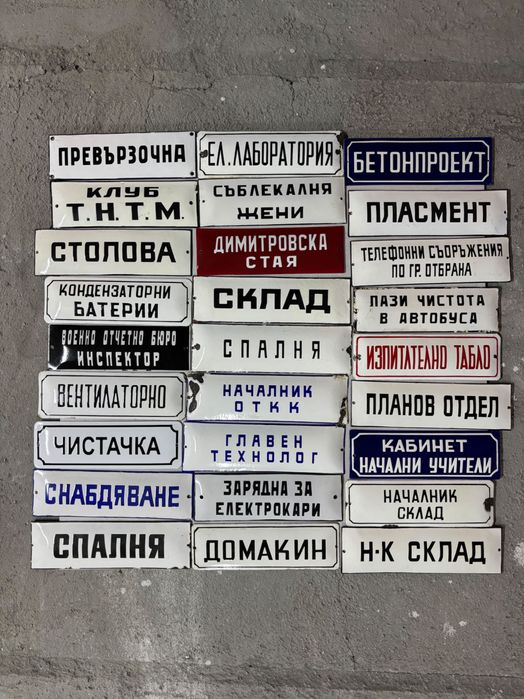 ПРЕВЪРЗОЧНА
ЕЛ. ЛАБОРАТОРИЯ
БЕТОНПРОЕКТ
КЛУБ
Т.Н.Т.М.
СЪБЛЕКАЛНЯ
ЖЕНИ
ПЛАСМЕНТ
СТОЛОВА
ДИМИТРОВСКА
СТАЯ
ТЕЛЕФОННИ СЪОРЪЖЕНИЯ
ПО ГР. ОТБРАНА
КОНДЕНЗАТОРНИ
БАТЕРИИ
СКЛАД
ПАЗИ ЧИСТОТА
В АВТОБУСА
ВОЕННО ОТЧЕТНО БЮРО
ИНСПЕКТОР
СПАЛНЯ
ИЗПИТАТЕЛНО ТАБЛО
ВЕНТИЛАТОРНО
НАЧАЛНИК
ОТКК
ПЛАНОВ ОТДЕЛ
ЧИСТАЧКА
ГЛАВЕН
ТЕХНОЛОГ
КАБИНЕТ
НАЧАЛНИ УЧИТЕЛИ
СНАБДЯВАНЕ
ЗАРЯДНА ЗА
ЕЛЕКТРОКАРИ
НАЧАЛНИК
СКЛАД
СПАЛНЯ
ДОМАКИН
Н-К СКЛАД